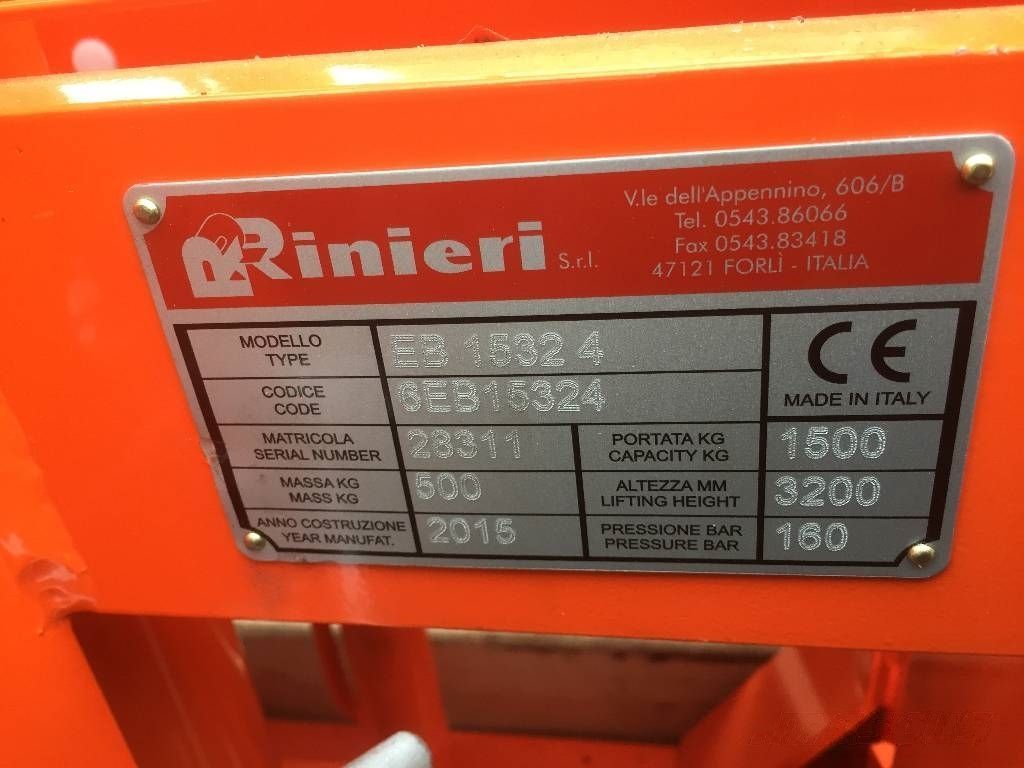 Rinieri S.r.l.
V.le dell'Appennino, 606/B
Tel. 0543.86066
Fax 0543.83418
47121 FORLÌ - ITALIA
MODELLO
TYPE
EB 1532 4
CODICE
CODE
6EB15324
CE
MADE IN ITALY
MATRICOLA
SERIAL NUMBER
23311
PORTATA KG
CAPACITY KG
1500
MASSA KG
MASS KG
500
ALTEZZA MM
LIFTING HEIGHT
3200
ANNO COSTRUZIONE
YEAR MANUFAT.
2015
PRESSIONE BAR
PRESSURE BAR
160